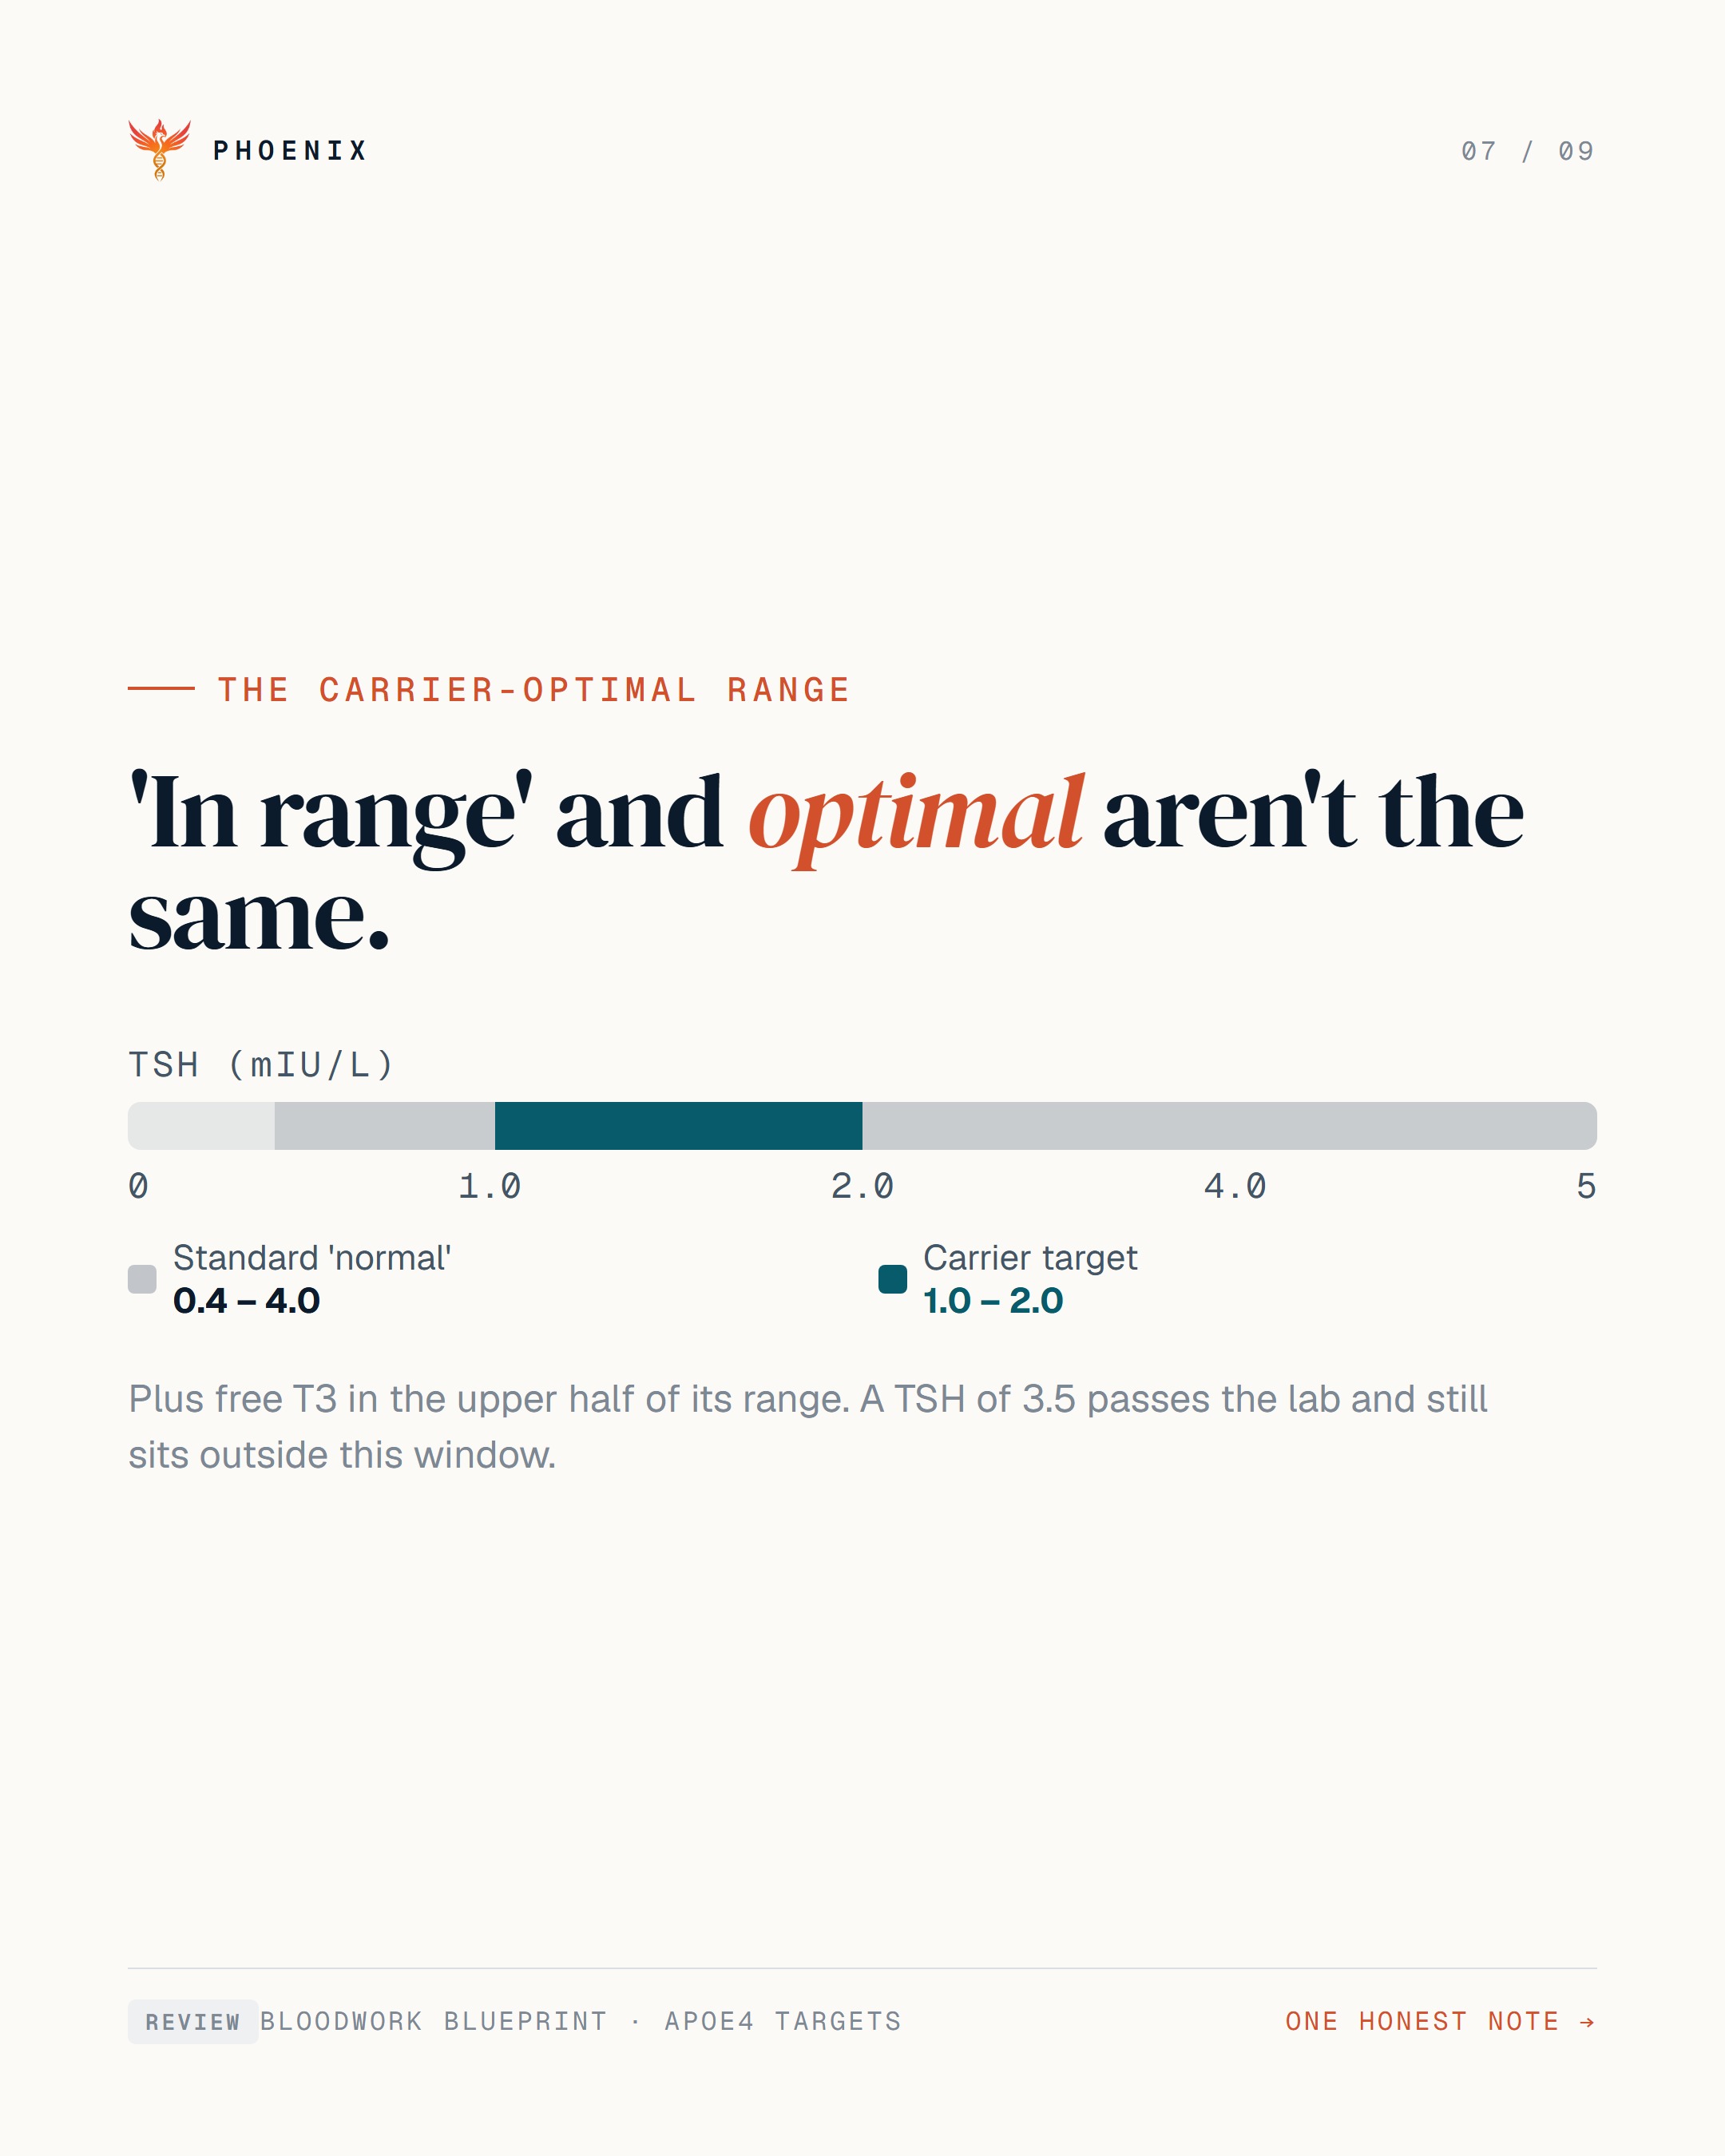 PHOENIX
07 / 09
THE CARRIER-OPTIMAL RANGE
'In range' and optimal aren't the
same.
TSH (mIU/L)
0 1.0 2.0 4.0 5
Standard 'normal'
0.4 – 4.0
Carrier target
1.0 – 2.0
Plus free T3 in the upper half of its range. A TSH of 3.5 passes the lab and still
sits outside this window.
REVIEW BLOODWORK BLUEPRINT · APOE4 TARGETS
ONE HONEST NOTE →